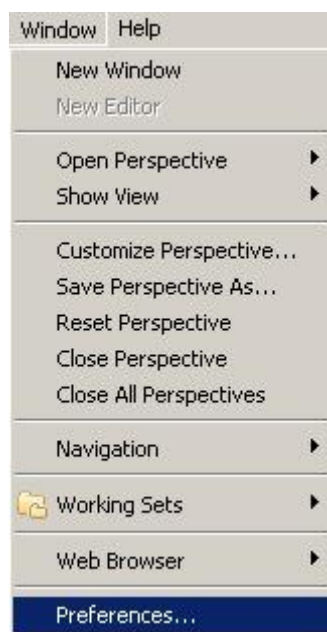 Window Help
New Window
New Editor
Open Perspective
Show View
Customize Perspective...
Save Perspective As...
Reset Perspective
Close Perspective
Close All Perspectives
Navigation
Working Sets
Web Browser
Preferences...